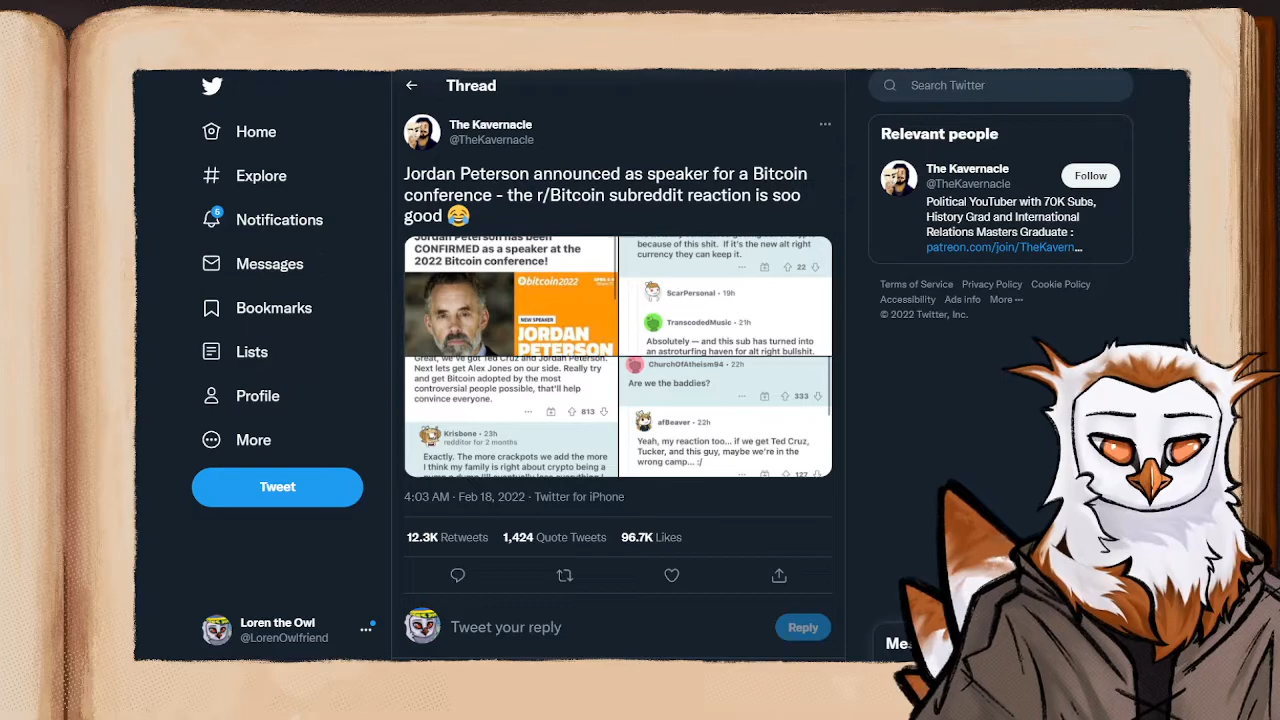 Home
Explore
6
Notifications
Messages
Bookmarks
Lists
Profile
More
Tweet
Loren the Owl
@LorenOwlfriend
Thread
The Kavernacle
@TheKavernacle
Jordan Peterson announced as speaker for a Bitcoin
conference - the r/Bitcoin subreddit reaction is soo
good 😂
Jordan Peterson has been
CONFIRMED as a speaker at the
2022 Bitcoin conference!
bitcoin2022
NEW SPEAKER
JORDAN
PETERSON
because of this shit. If it's the new alt right
currency they can keep it.
22
ScarPersonal • 19h
TranscodedMusic • 21h
Absolutely — and this sub has turned into
an astroturfing haven for alt right bullshit.
Great, we've got Ted Cruz and Jordan Peterson.
Next lets get Alex Jones on our side. Really try
and get Bitcoin adopted by the most
controversial people possible, that'll help
convince everyone.
813
Krisbone • 23h
redditor for 2 months
Exactly. The more crackpots we add the more
I think my family is right about crypto being a
ChurchOfAtheism94 • 22h
Are we the baddies?
333
afBeaver • 22h
Yeah, my reaction too... if we get Ted Cruz,
Tucker, and this guy, maybe we're in the
wrong camp... :/
127
4:03 AM · Feb 18, 2022 · Twitter for iPhone
12.3K Retweets 1,424 Quote Tweets 96.7K Likes
Tweet your reply
Reply
Search Twitter
Relevant people
The Kavernacle
@TheKavernacle
Follow
Political YouTuber with 70K Subs,
History Grad and International
Relations Masters Graduate :
patreon.com/join/TheKavern…
Terms of Service Privacy Policy Cookie Policy
Accessibility Ads info More ···
© 2022 Twitter, Inc.